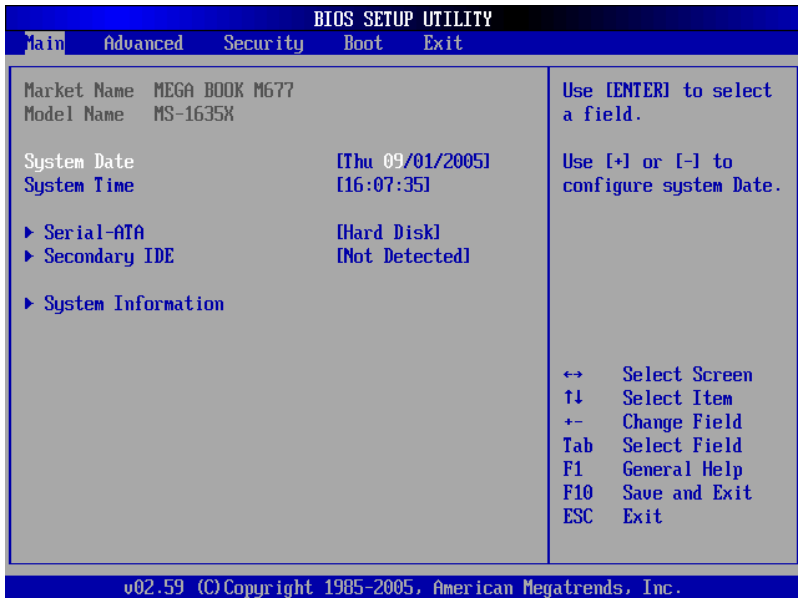 BIOS SETUP UTILITY
Main Advanced Security Boot Exit
Market Name MEGA BOOK M677
Model Name MS-1635X
System Date [Thu 09/01/2005]
System Time [16:07:35]
Serial-ATA [Hard Disk]
Secondary IDE [Not Detected]
System Information
Use [ENTER] to select
a field.
Use [+] or [-] to
configure system Date.
←→ Select Screen
↑↓ Select Item
+- Change Field
Tab Select Field
F1 General Help
F10 Save and Exit
ESC Exit
v02.59 (C)Copyright 1985-2005, American Megatrends, Inc.